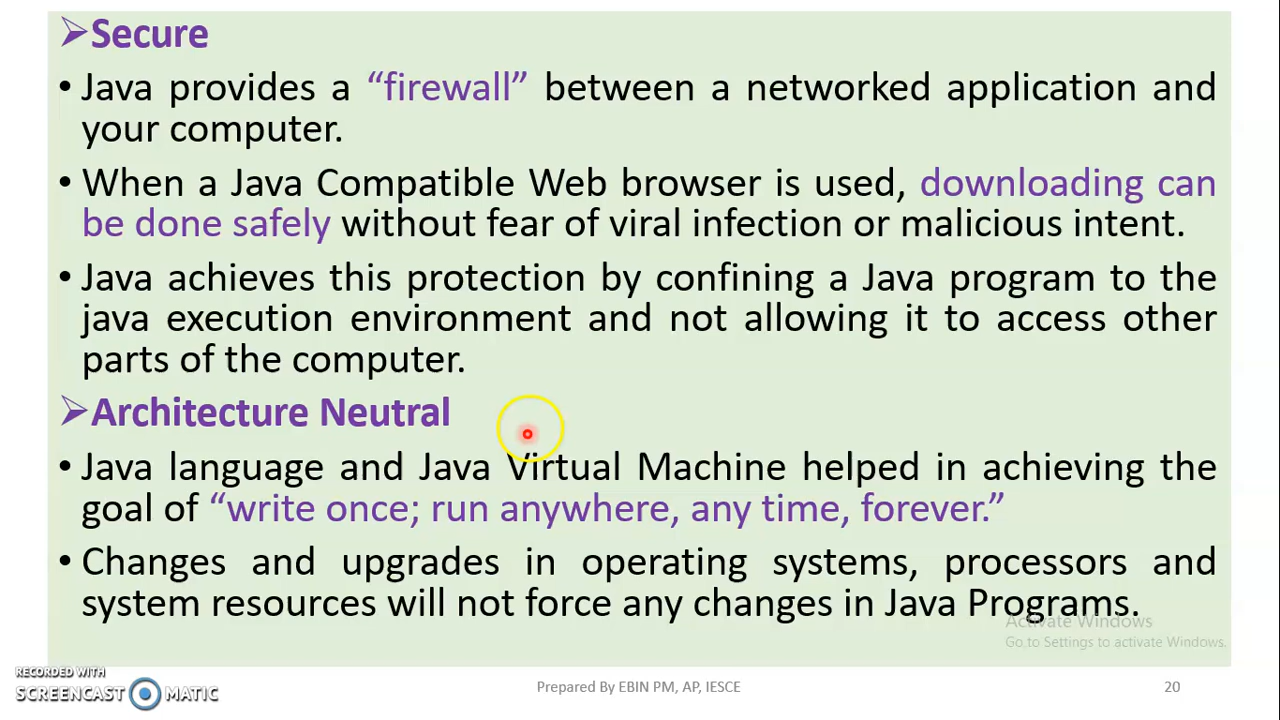 ➢Secure
• Java provides a “firewall” between a networked application and
your computer.
• When a Java Compatible Web browser is used, downloading can
be done safely without fear of viral infection or malicious intent.
• Java achieves this protection by confining a Java program to the
java execution environment and not allowing it to access other
parts of the computer.
➢Architecture Neutral
• Java language and Java Virtual Machine helped in achieving the
goal of “write once; run anywhere, any time, forever.”
• Changes and upgrades in operating systems, processors and
system resources will not force any changes in Java Programs.
Activate Windows
Go to Settings to activate Windows.
RECORDED WITH
SCREENCAST MATIC
Prepared By EBIN PM, AP, IESCE
20